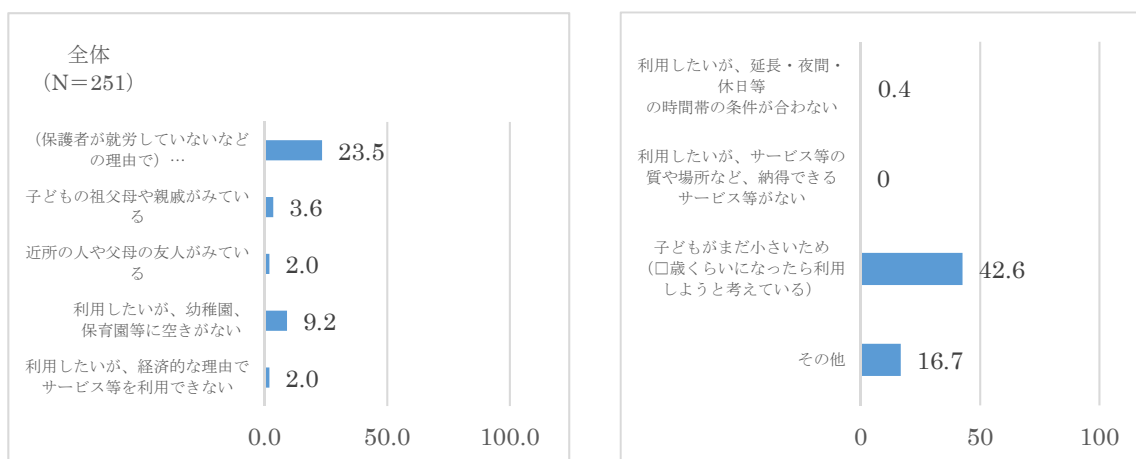 全体
(N＝251)
（保護者が就労していないなど
の理由で）…
23.5
子どもの祖父母や親戚がみてい
る
3.6
近所の人や父母の友人がみてい
る
2.0
利用したいが、幼稚園、
保育園等に空きがない
9.2
利用したいが、経済的な理由で
サービス等を利用できない
2.0
0.0 50.0 100.0
利用したいが、延長・夜間・
休日等
の時間帯の条件が合わない
0.4
利用したいが、サービス等の
質や場所など、納得できる
サービス等がない
0
子どもがまだ小さいため
（□歳くらいになったら利用
しようと考えている）
42.6
その他
16.7
0 50 100